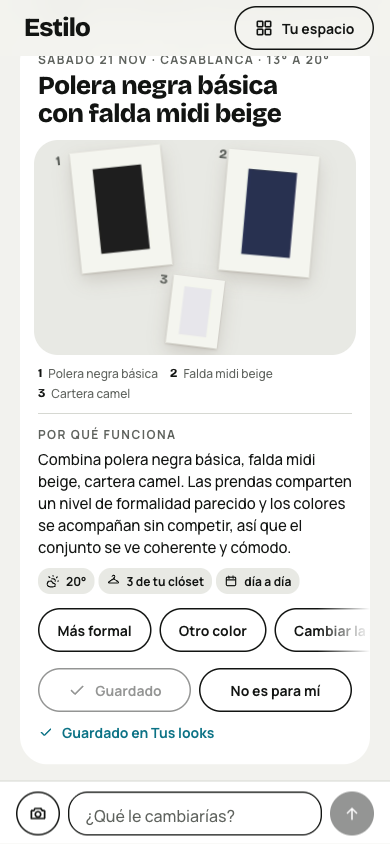 Estilo
Tu espacio
SÁBADO 21 NOV · CASABLANCA · 13° A 20°
Polera negra básica
con falda midi beige
1
2
3
1 Polera negra básica 2 Falda midi beige
3 Cartera camel
POR QUÉ FUNCIONA
Combina polera negra básica, falda midi
beige, cartera camel. Las prendas comparten
un nivel de formalidad parecido y los colores
se acompañan sin competir, así que el
conjunto se ve coherente y cómodo.
20° 3 de tu clóset día a día
Más formal Otro color Cambiar la
Guardado No es para mí
Guardado en Tus looks
¿Qué le cambiarías?